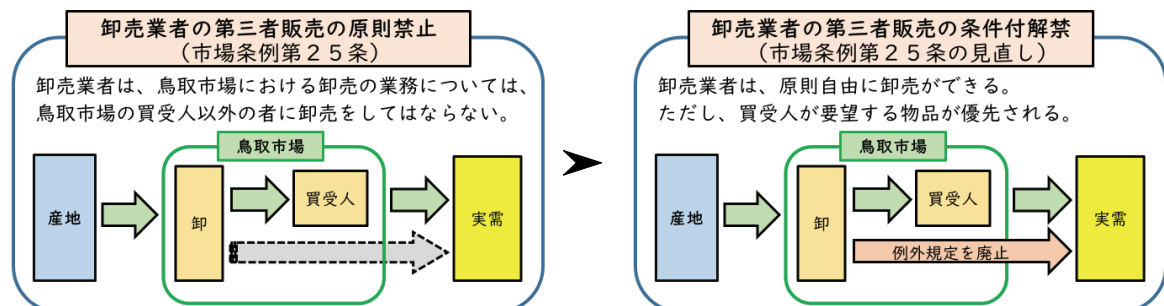 卸売業者の第三者販売の原則禁止
（市場条例第２５条）
卸売業者は、鳥取市場における卸売の業務については、
鳥取市場の買受人以外の者に卸売をしてはならない。
鳥取市場
産地
卸
買受人
実需
卸売業者の第三者販売の条件付解禁
（市場条例第２５条の見直し）
卸売業者は、原則自由に卸売ができる。
ただし、買受人が要望する物品が優先される。
鳥取市場
産地
卸
買受人
実需
例外規定を廃止